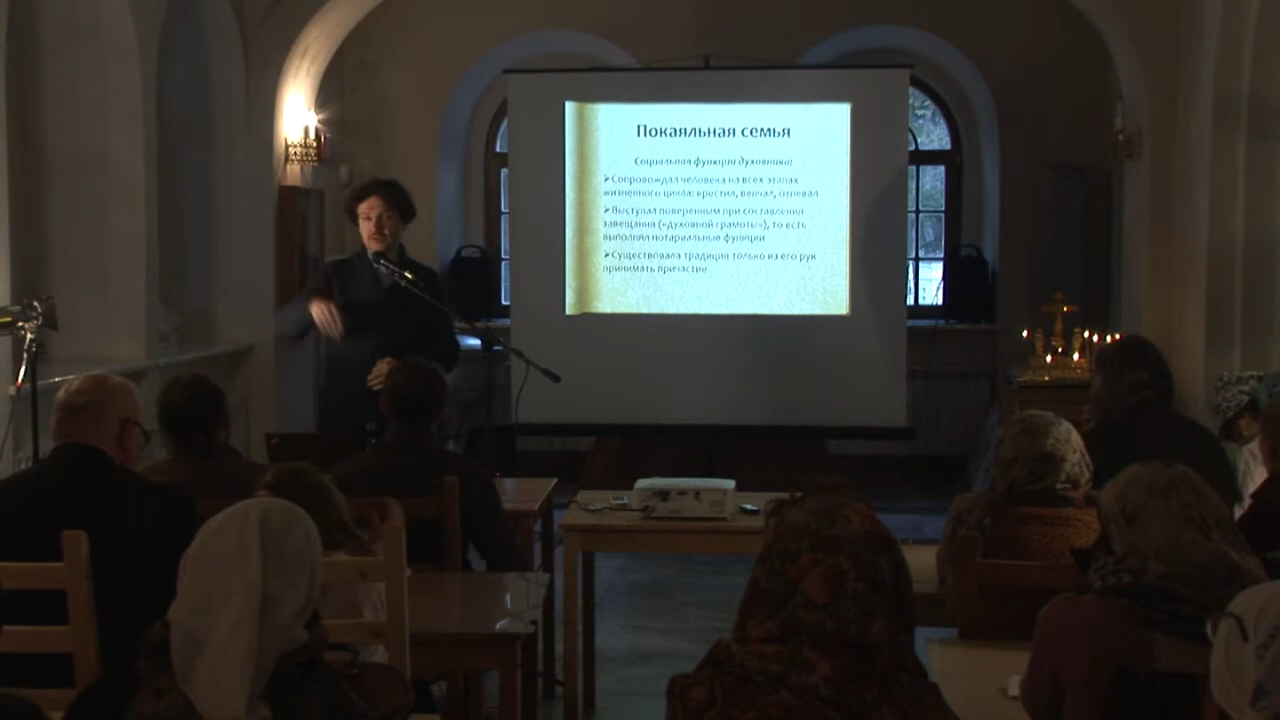 Покаяльная семья
Социальная функции духовника:
➢Сопровождал человека на всех этапах
жизненного цикла: крестил, венчал, отпевал
➢Выступал поверенным при составлении
завещания («духовной грамоты»), то есть
выполнял нотариальные функции
➢Существовала традиция только из его рук
принимать причастие